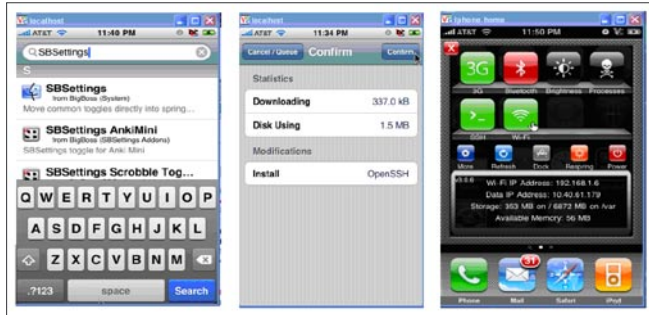 localhost
AT&T 11:40 PM
SBSettings
S
SBSettings
from BigBoss (System)
Move common toggles directly into spring...
SBSettings AnkiMini
from BigBoss (SBSettings Addons)
SBSettings toggle for Anki Mini
SBSettings Scrobble Tog...
Q W E R T Y U I O P
A S D F G H J K L
Z X C V B N M
.?123 space Search
localhost
AT&T 11:34 PM
Cancel / Queue Confirm Confirm
Statistics
Downloading 337.0 kB
Disk Using 1.5 MB
Modifications
Install OpenSSH
iphone.home
AT&T 11:50 PM
3G
3G Bluetooth Brightness Processes
>_
SSH Wi-Fi
More Refresh Dock Respring Power
Wi-Fi IP Address: 192.168.1.6
Data IP Address: 10.40.61.179
Storage: 353 MB on / 6872 MB on /var
Available Memory: 56 MB
31
Phone Mail Safari iPod